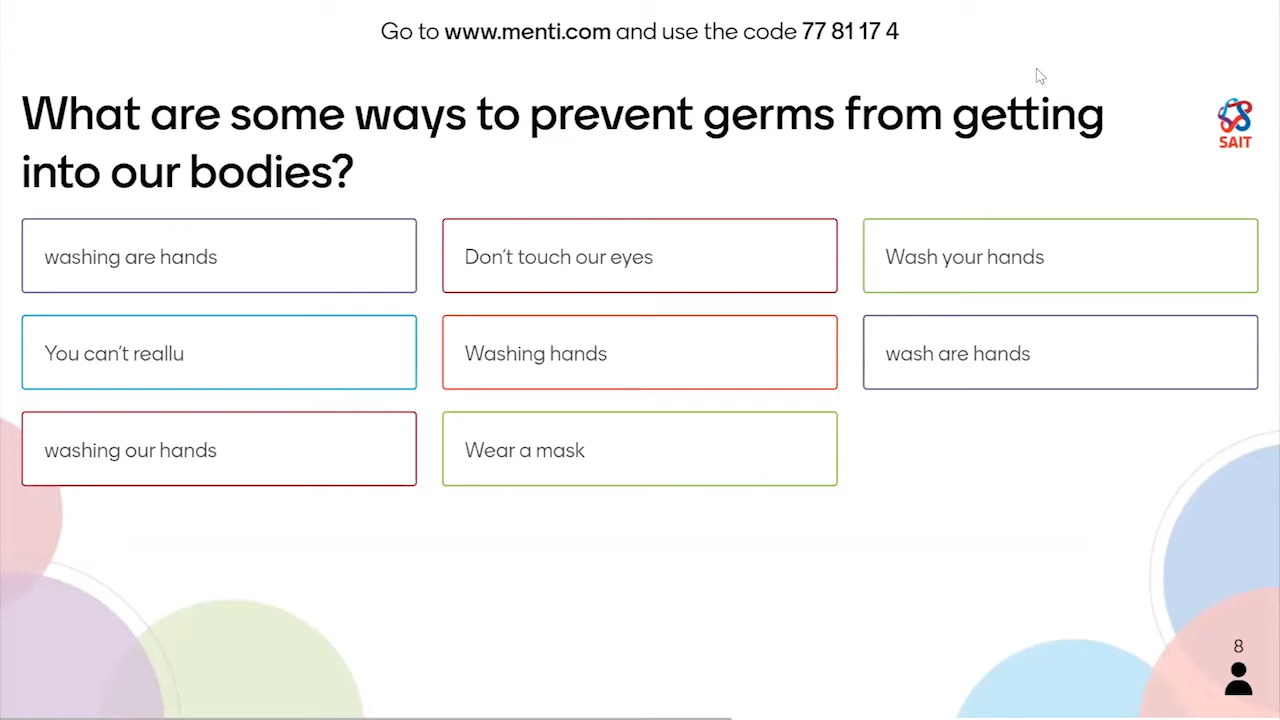 Go to www.menti.com and use the code 77 81 17 4
What are some ways to prevent germs from getting
into our bodies?
SAIT
washing are hands
Don't touch our eyes
Wash your hands
You can't reallu
Washing hands
wash are hands
washing our hands
Wear a mask
8